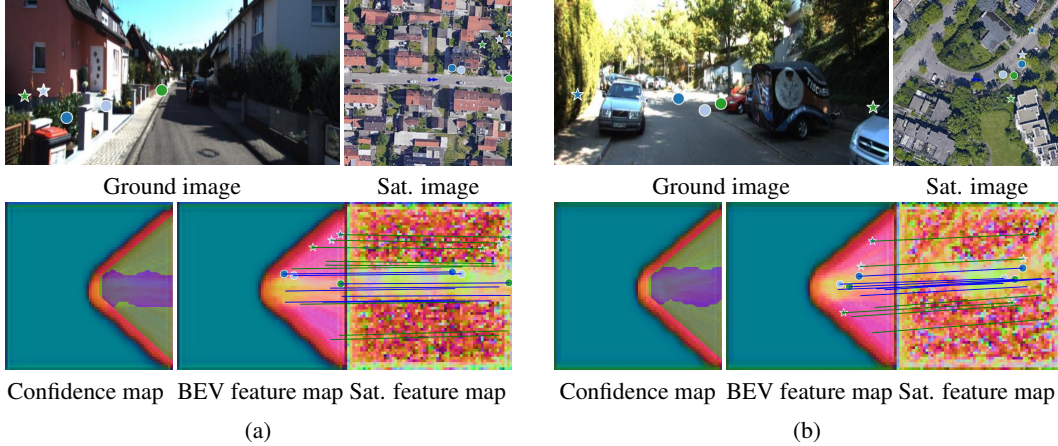 Ground image Sat. image Ground image Sat. image
Confidence map BEV feature map Sat. feature map Confidence map BEV feature map Sat. feature map
(a) (b)